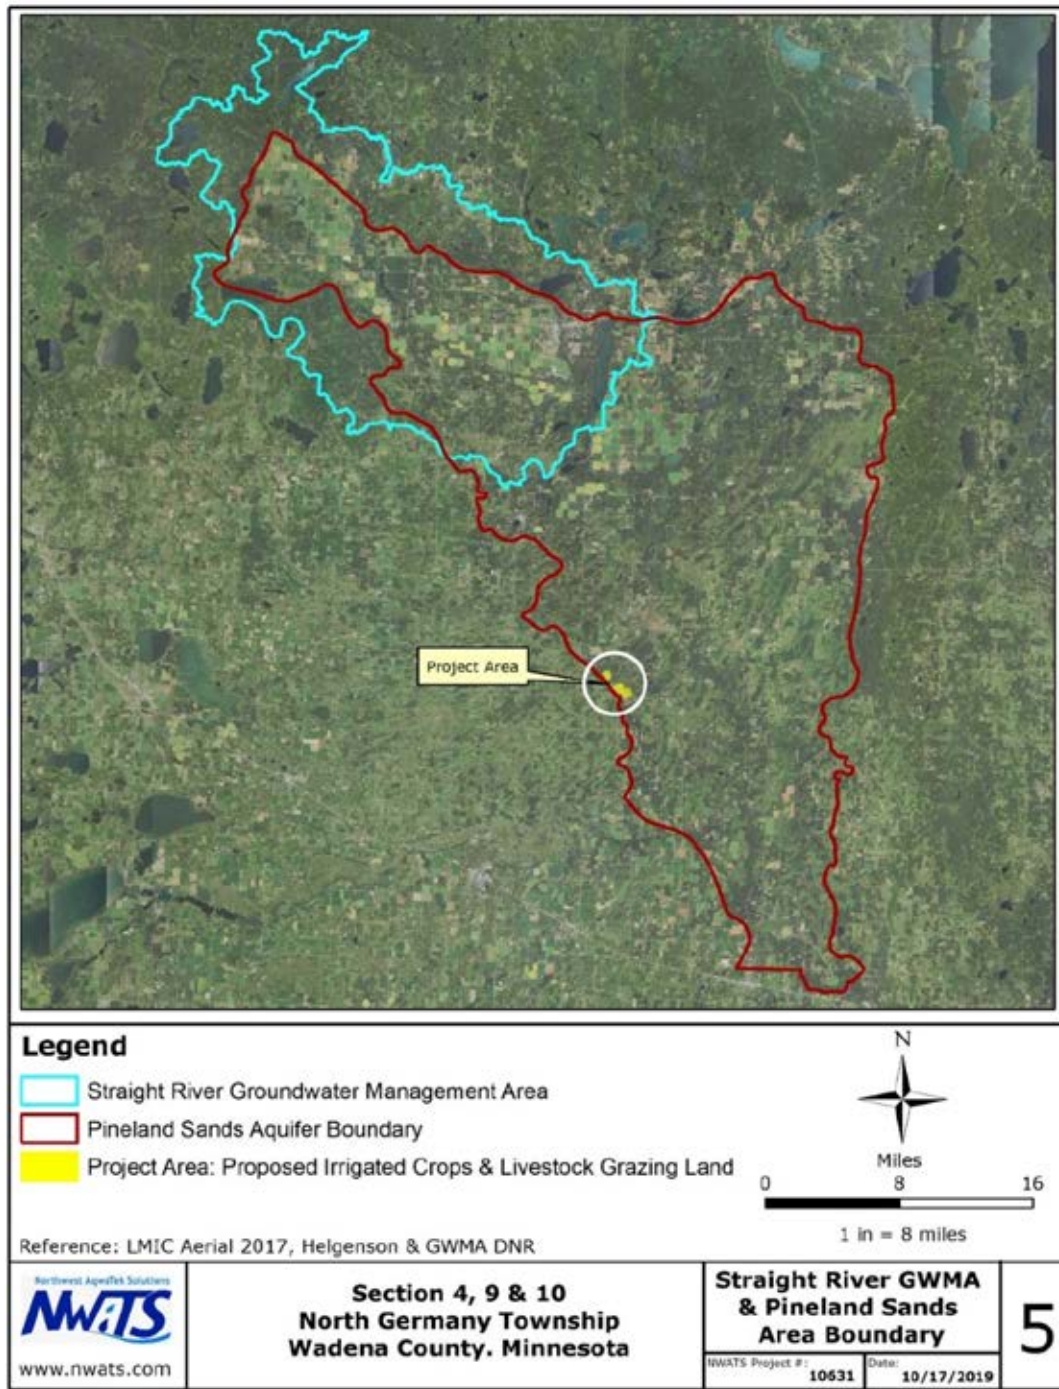 Project Area
Legend
Straight River Groundwater Management Area
Pineland Sands Aquifer Boundary
Project Area: Proposed Irrigated Crops & Livestock Grazing Land
N
Miles
0 8 16
1 in = 8 miles
Reference: LMIC Aerial 2017, Helgenson & GWMA DNR
Northwest AqwaTek Solutions
NWATS
www.nwats.com
Section 4, 9 & 10
North Germany Township
Wadena County. Minnesota
Straight River GWMA
& Pineland Sands
Area Boundary
NWATS Project #: 10631
Date: 10/17/2019
5